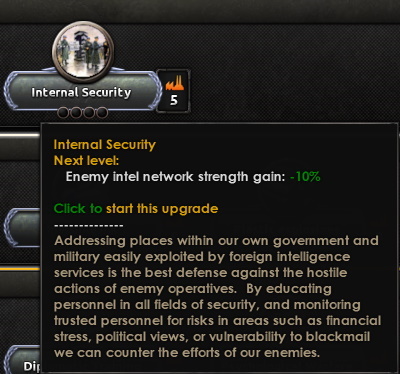 Internal Security
5
Internal Security
Next level:
Enemy intel network strength gain: -10%
Click to start this upgrade
--------------
Addressing places within our own government and
military easily exploited by foreign intelligence
services is the best defense against the hostile
actions of enemy operatives.  By educating
personnel in all fields of security, and monitoring
trusted personnel for risks in areas such as financial
stress, political views, or vulnerability to blackmail
we can counter the efforts of our enemies.
Dip